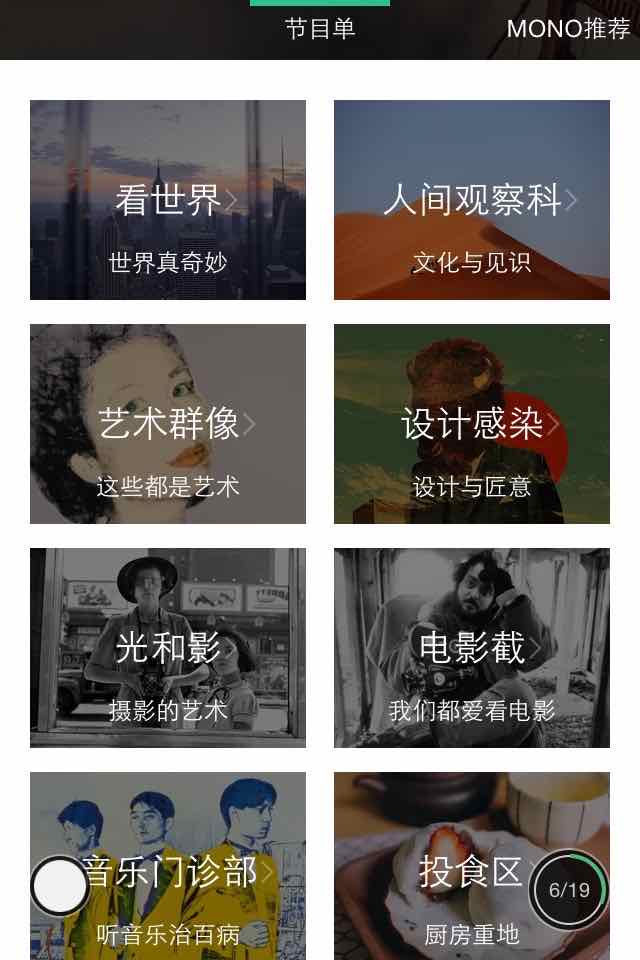 节目单
MONO推荐
看世界
世界真奇妙
人间观察科
文化与见识
艺术群像
这些都是艺术
设计感染
设计与匠意
光和影
摄影的艺术
电影截
我们都爱看电影
音乐门诊部
听音乐治百病
投食区
厨房重地
6/19